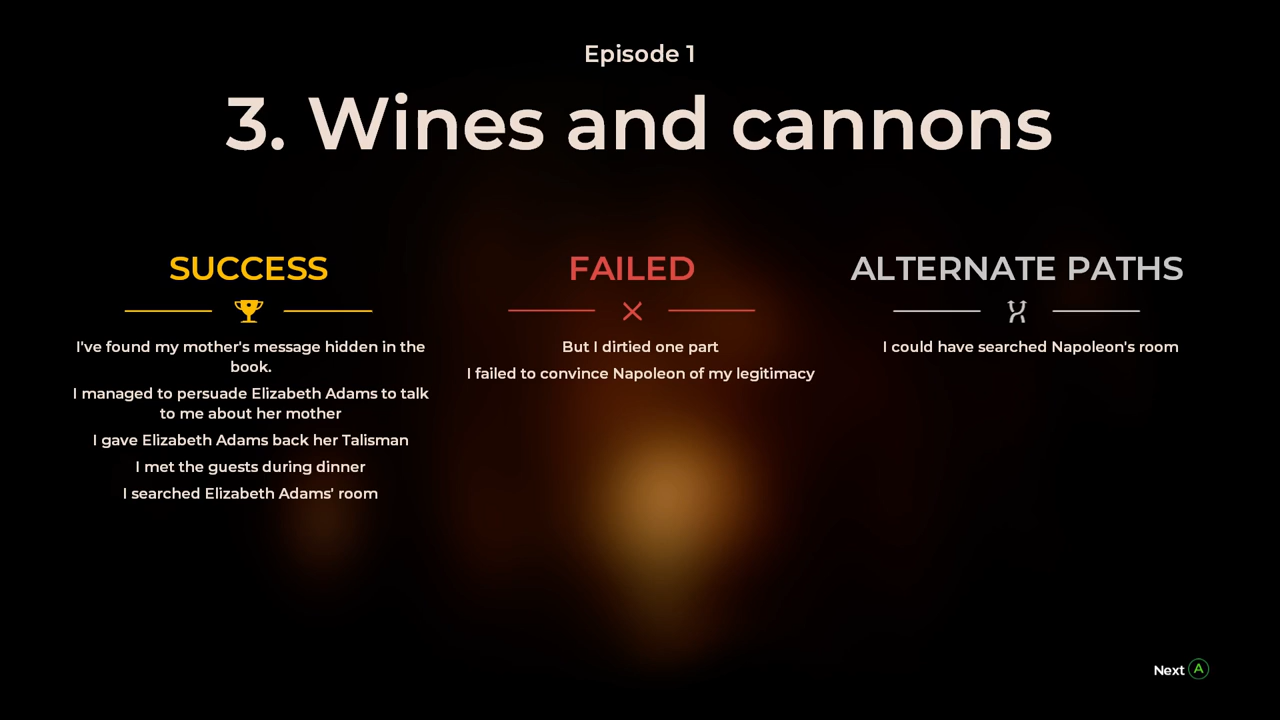 Episode 1
3. Wines and cannons
SUCCESS
I've found my mother's message hidden in the
book.
I managed to persuade Elizabeth Adams to talk
to me about her mother
I gave Elizabeth Adams back her Talisman
I met the guests during dinner
I searched Elizabeth Adams' room
FAILED
But I dirtied one part
I failed to convince Napoleon of my legitimacy
ALTERNATE PATHS
I could have searched Napoleon's room
Next A